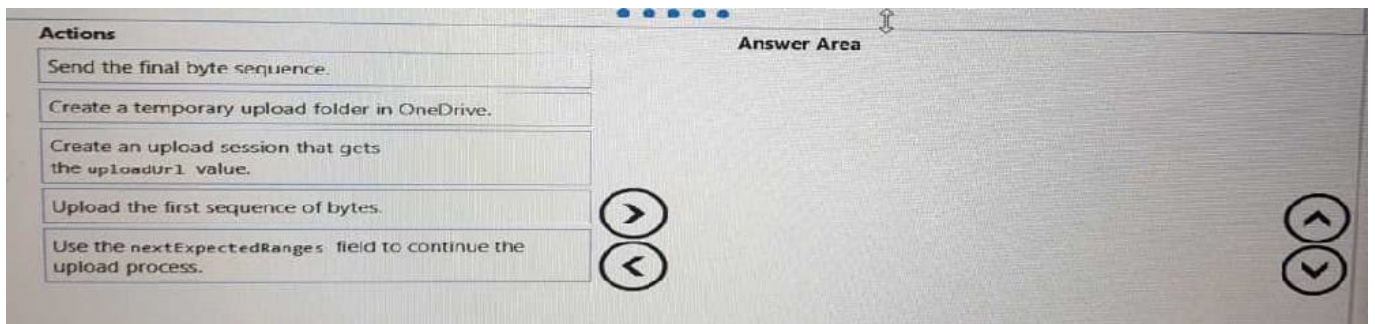 Actions
Answer Area
Send the final byte sequence.
Create a temporary upload folder in OneDrive.
Create an upload session that gets
the uploadUrl value.
Upload the first sequence of bytes.
Use the nextExpectedRanges field to continue the
upload process.